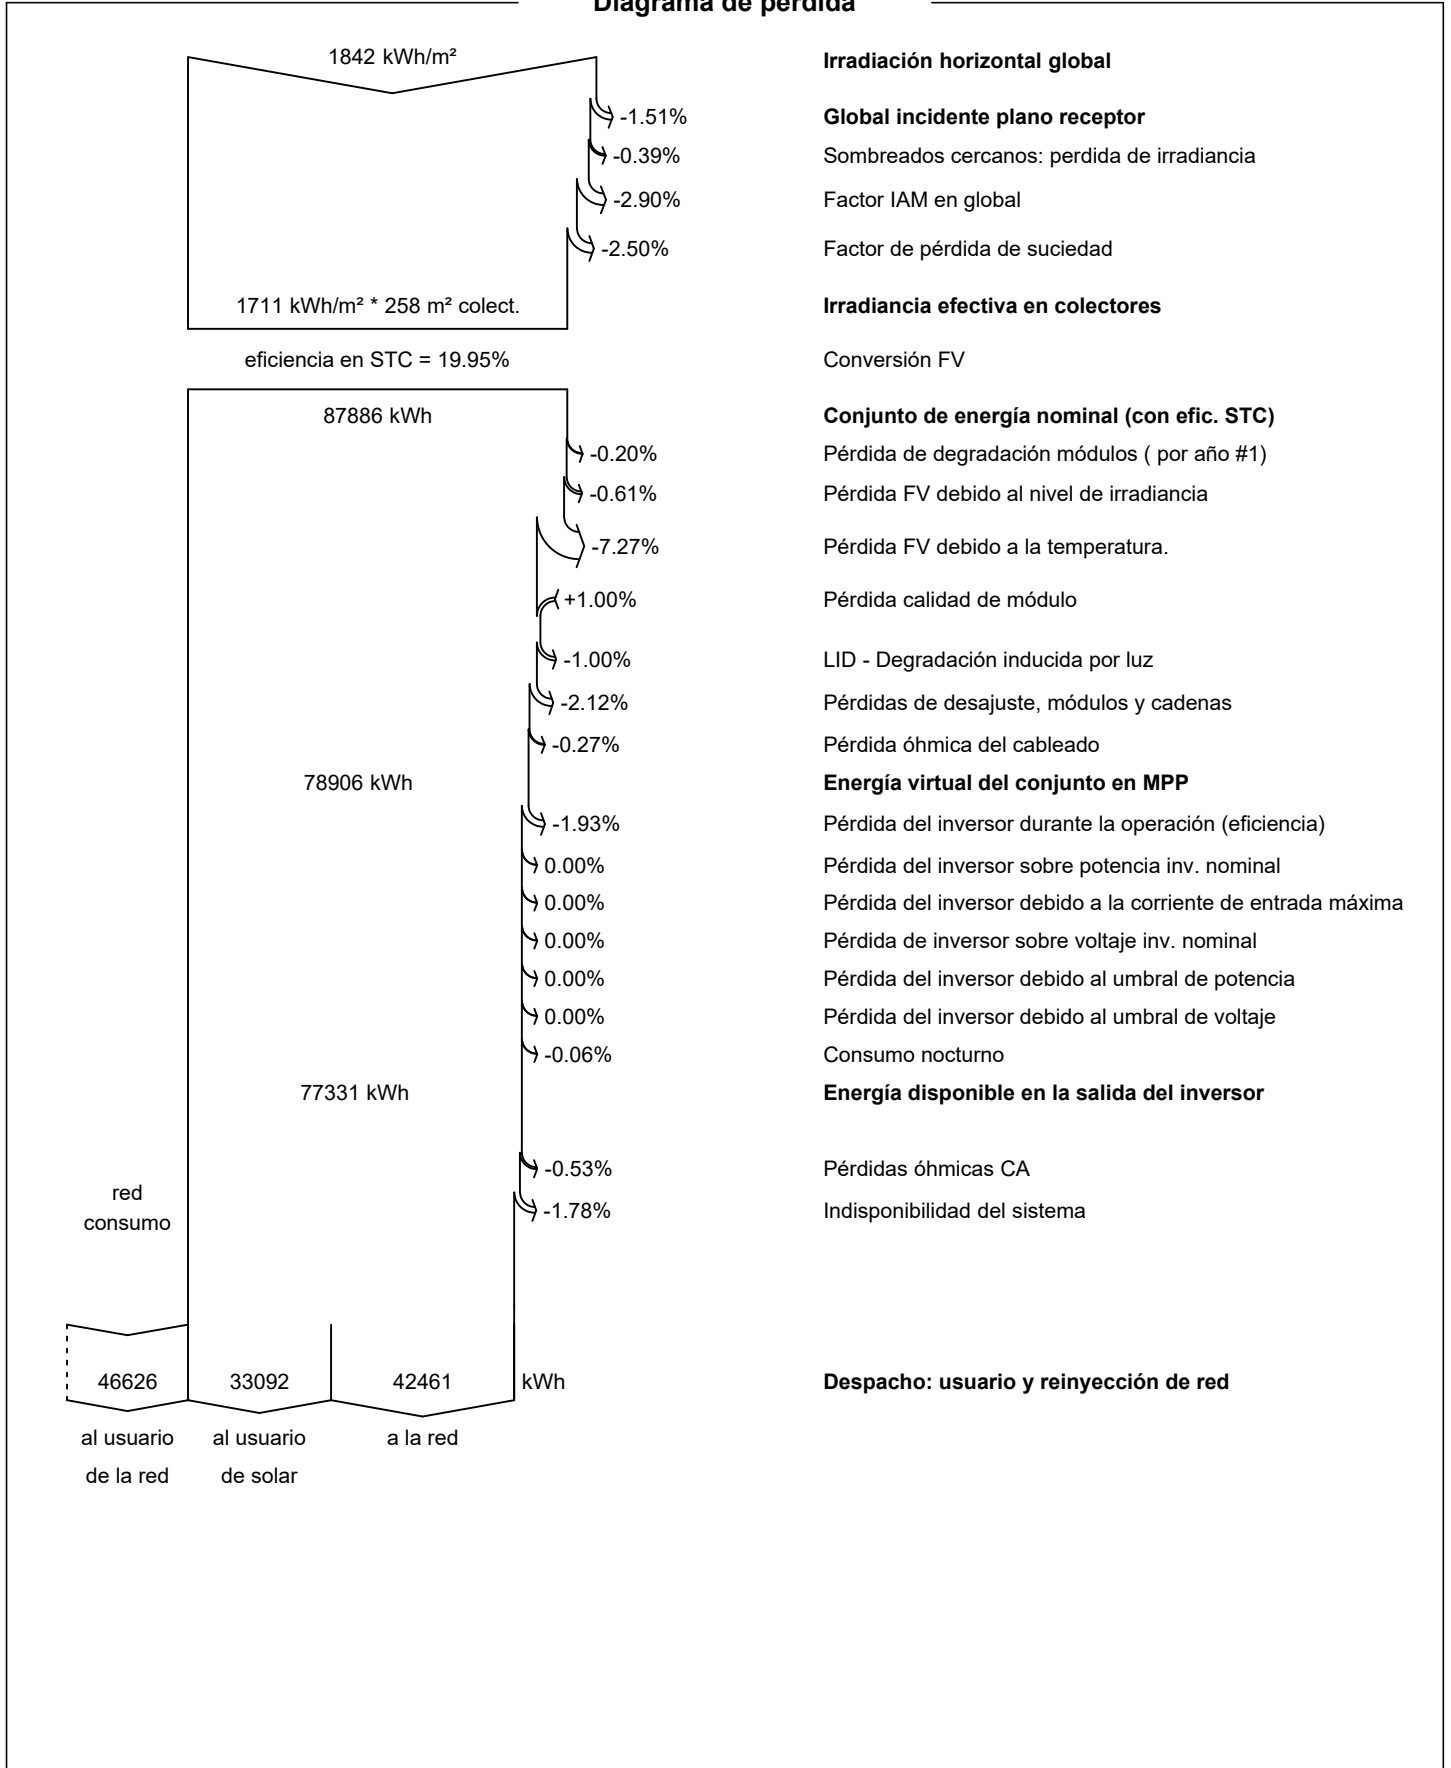 Diagrama de pérdida
1842 kWh/m²
Irradiación horizontal global
-1.51%
Global incidente plano receptor
-0.39%
Sombreados cercanos: perdida de irradiancia
-2.90%
Factor IAM en global
-2.50%
Factor de pérdida de suciedad
1711 kWh/m² * 258 m² colect.
Irradiancia efectiva en colectores
eficiencia en STC = 19.95%
Conversión FV
87886 kWh
Conjunto de energía nominal (con efic. STC)
-0.20%
Pérdida de degradación módulos ( por año #1)
-0.61%
Pérdida FV debido al nivel de irradiancia
-7.27%
Pérdida FV debido a la temperatura.
+1.00%
Pérdida calidad de módulo
-1.00%
LID - Degradación inducida por luz
-2.12%
Pérdidas de desajuste, módulos y cadenas
-0.27%
Pérdida óhmica del cableado
78906 kWh
Energía virtual del conjunto en MPP
-1.93%
Pérdida del inversor durante la operación (eficiencia)
0.00%
Pérdida del inversor sobre potencia inv. nominal
0.00%
Pérdida del inversor debido a la corriente de entrada máxima
0.00%
Pérdida de inversor sobre voltaje inv. nominal
0.00%
Pérdida del inversor debido al umbral de potencia
0.00%
Pérdida del inversor debido al umbral de voltaje
-0.06%
Consumo nocturno
77331 kWh
Energía disponible en la salida del inversor
-0.53%
Pérdidas óhmicas CA
red
consumo
-1.78%
Indisponibilidad del sistema
46626
33092
42461
kWh
Despacho: usuario y reinyección de red
al usuario
de la red
al usuario
de solar
a la red